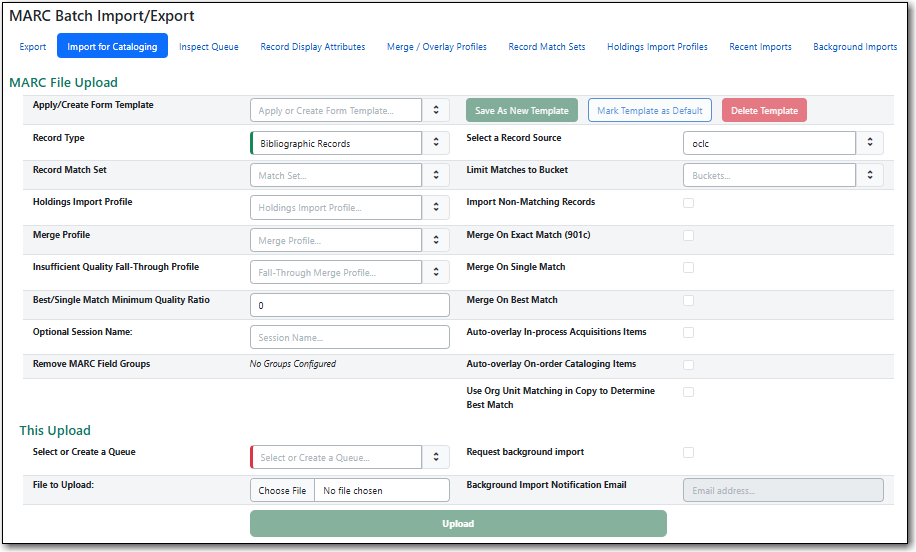 MARC Batch Import/Export
Export Import for Cataloging Inspect Queue Record Display Attributes Merge / Overlay Profiles Record Match Sets Holdings Import Profiles Recent Imports Background Imports
MARC File Upload
Apply/Create Form Template Apply or Create Form Template... Save As New Template Mark Template as Default Delete Template
Record Type Bibliographic Records Select a Record Source oclc
Record Match Set Match Set... Limit Matches to Bucket Buckets...
Holdings Import Profile Holdings Import Profile... Import Non-Matching Records
Merge Profile Merge Profile... Merge On Exact Match (901c)
Insufficient Quality Fall-Through Profile Fall-Through Merge Profile... Merge On Single Match
Best/Single Match Minimum Quality Ratio 0 Merge On Best Match
Optional Session Name: Session Name... Auto-overlay In-process Acquisitions Items
Remove MARC Field Groups No Groups Configured Auto-overlay On-order Cataloging Items
Use Org Unit Matching in Copy to Determine
Best Match
This Upload
Select or Create a Queue Select or Create a Queue... Request background import
File to Upload: Choose File No file chosen Background Import Notification Email Email address...
Upload